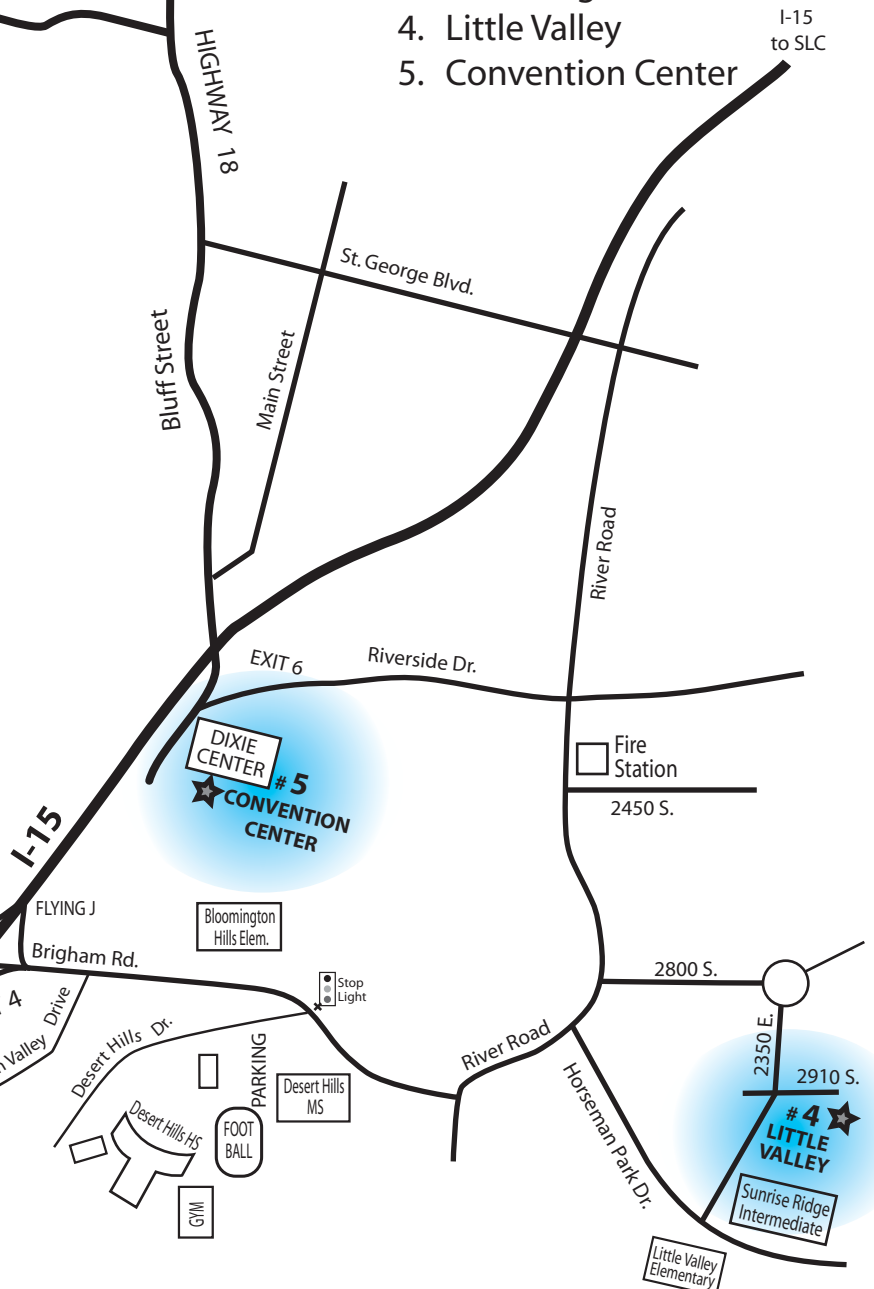 4. Little Valley
5. Convention Center
I-15
to SLC
HIGHWAY 18
St. George Blvd.
Bluff Street
Main Street
River Road
EXIT 6
Riverside Dr.
DIXIE
CENTER
# 5
CONVENTION
CENTER
Fire
Station
2450 S.
I-15
FLYING J
Bloomington
Hills Elem.
Brigham Rd.
2800 S.
Stop
Light
4
Valley Drive
Desert Hills Dr.
PARKING
River Road
2350 E.
2910 S.
Desert Hills
MS
Horseman Park Dr.
# 4
LITTLE
VALLEY
Desert Hills HS
FOOT
BALL
GYM
Sunrise Ridge
Intermediate
Little Valley
Elementary